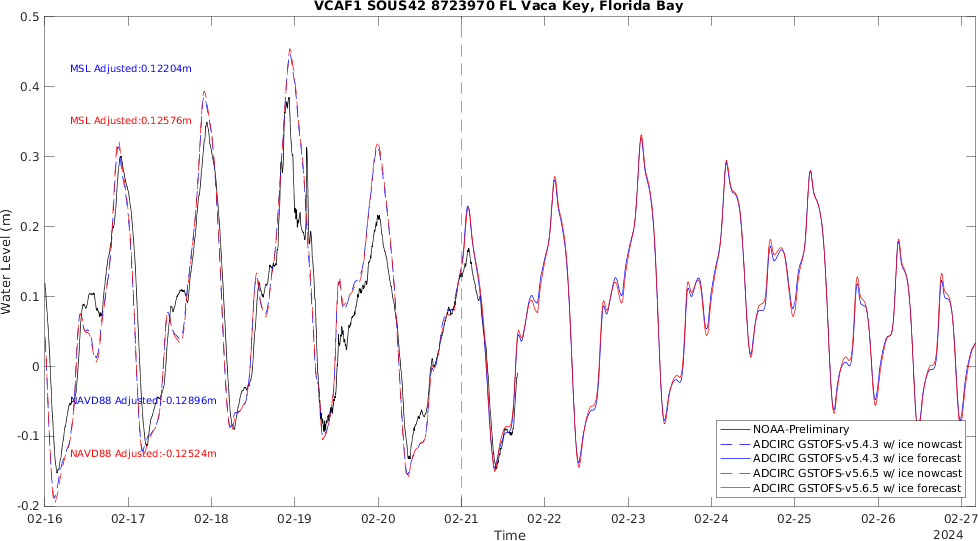 VCAF1 SOUS42 8723970 FL Vaca Key, Florida Bay
0.5
0.4
0.3
0.2
0.1
0
-0.1
-0.2
Water Level (m)
MSL Adjusted:0.12204m
MSL Adjusted:0.12576m
NAVD88 Adjusted:-0.12896m
NAVD88 Adjusted:-0.12524m
NOAA-Preliminary
ADCIRC GSTOFS-v5.4.3 w/ ice nowcast
ADCIRC GSTOFS-v5.4.3 w/ ice forecast
ADCIRC GSTOFS-v5.6.5 w/ ice nowcast
ADCIRC GSTOFS-v5.6.5 w/ ice forecast
02-16 02-17 02-18 02-19 02-20 02-21 02-22 02-23 02-24 02-25 02-26 02-27
Time
2024